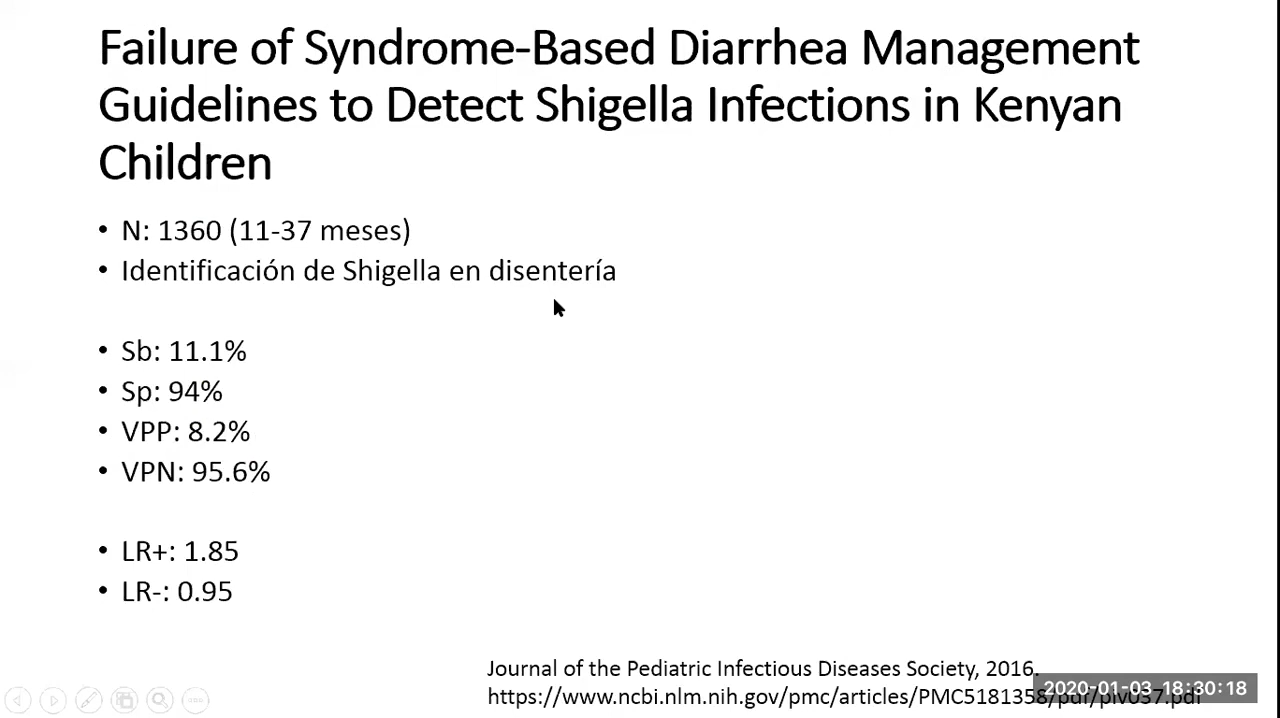 Failure of Syndrome-Based Diarrhea Management
Guidelines to Detect Shigella Infections in Kenyan
Children
• N: 1360 (11-37 meses)
• Identificación de Shigella en disentería
• Sb: 11.1%
• Sp: 94%
• VPP: 8.2%
• VPN: 95.6%
• LR+: 1.85
• LR-: 0.95
Journal of the Pediatric Infectious Diseases Society, 2016.
https://www.ncbi.nlm.nih.gov/pmc/articles/PMC5181358/pdf/piv037.pdf
2020-01-03 18:30:18